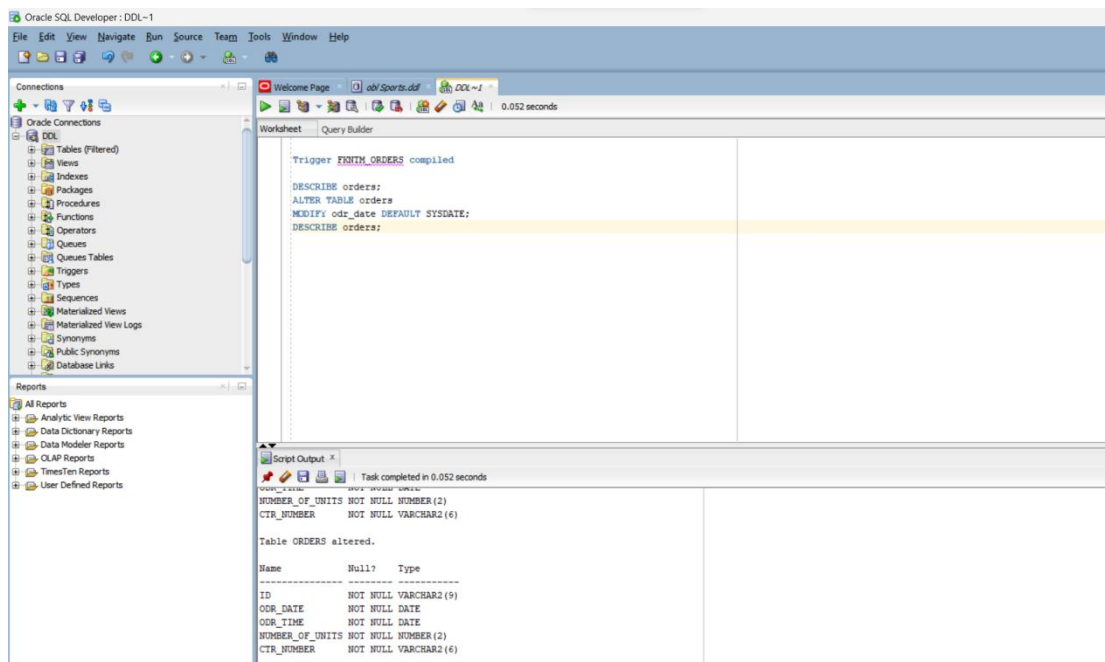 Oracle SQL Developer : DDL~1
File Edit View Navigate Run Source Team Tools Window Help
Connections
Oracle Connections
DDL
Tables (Filtered)
Views
Indexes
Packages
Procedures
Functions
Operators
Queues
Queues Tables
Triggers
Types
Sequences
Materialized Views
Materialized View Logs
Synonyms
Public Synonyms
Database Links
Reports
All Reports
Analytic View Reports
Data Dictionary Reports
Data Modeler Reports
OLAP Reports
TimesTen Reports
User Defined Reports
Welcome Page
obl Sports.ddl
DDL~1
0.052 seconds
Worksheet Query Builder
Trigger FKNTM_ORDERS compiled
DESCRIBE orders;
ALTER TABLE orders
MODIFY odr_date DEFAULT SYSDATE;
DESCRIBE orders;
Script Output
Task completed in 0.052 seconds
ODR_TIME NOT NULL DATE
NUMBER_OF_UNITS NOT NULL NUMBER(2)
CTR_NUMBER NOT NULL VARCHAR2(6)
Table ORDERS altered.
Name Null? Type
--------------- -------- -----------
ID NOT NULL VARCHAR2(9)
ODR_DATE NOT NULL DATE
ODR_TIME NOT NULL DATE
NUMBER_OF_UNITS NOT NULL NUMBER(2)
CTR_NUMBER NOT NULL VARCHAR2(6)